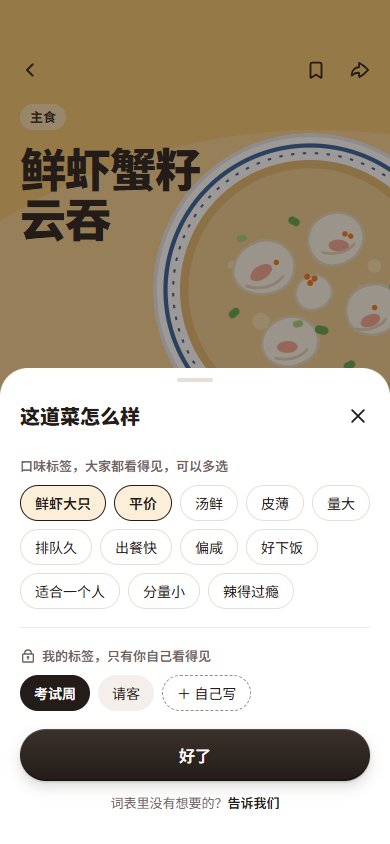 主食
鲜虾蟹籽
云吞
这道菜怎么样
口味标签，大家都看得见，可以多选
鲜虾大只 平价 汤鲜 皮薄 量大
排队久 出餐快 偏咸 好下饭
适合一个人 分量小 辣得过瘾
我的标签，只有你自己看得见
考试周 请客 + 自己写
好了
词表里没有想要的？告诉我们